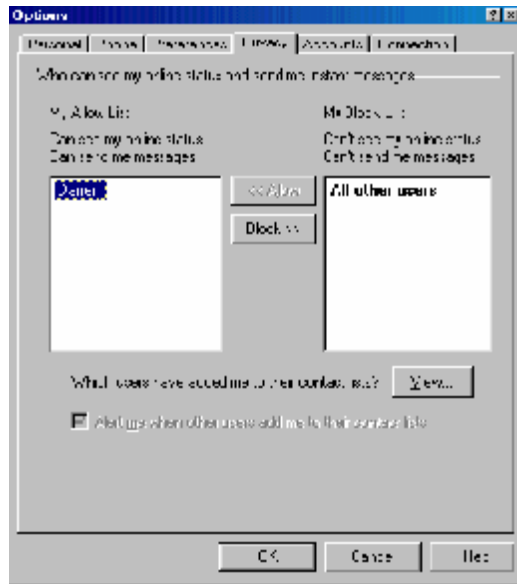 Options
Personal Phone Preferences Privacy Accounts Connection
Who can see my online status and send me instant messages
My Allow List: My Block List:
Can see my online status Can't see my online status
Can send me messages Can't send me messages
<< Allow All other users
Block >>
Which users have added me to their contact lists? View...
Alert me when other users add me to their contact lists
OK Cancel Help